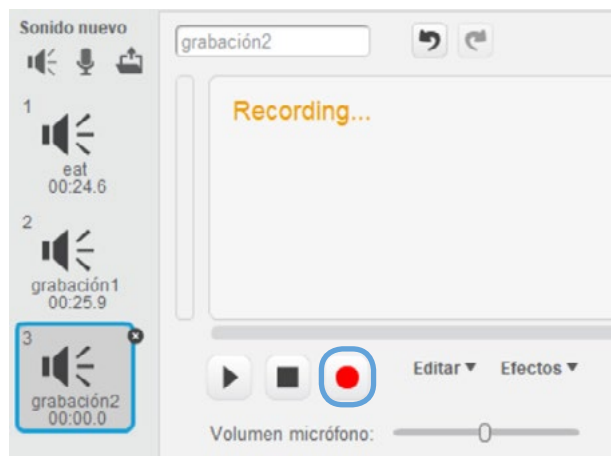 Sonido nuevo
1
eat
00:24.6
2
grabación1
00:25.9
3
grabación2
00:00.0
grabación2
Recording...
Editar Efectos
Volumen micrófono: